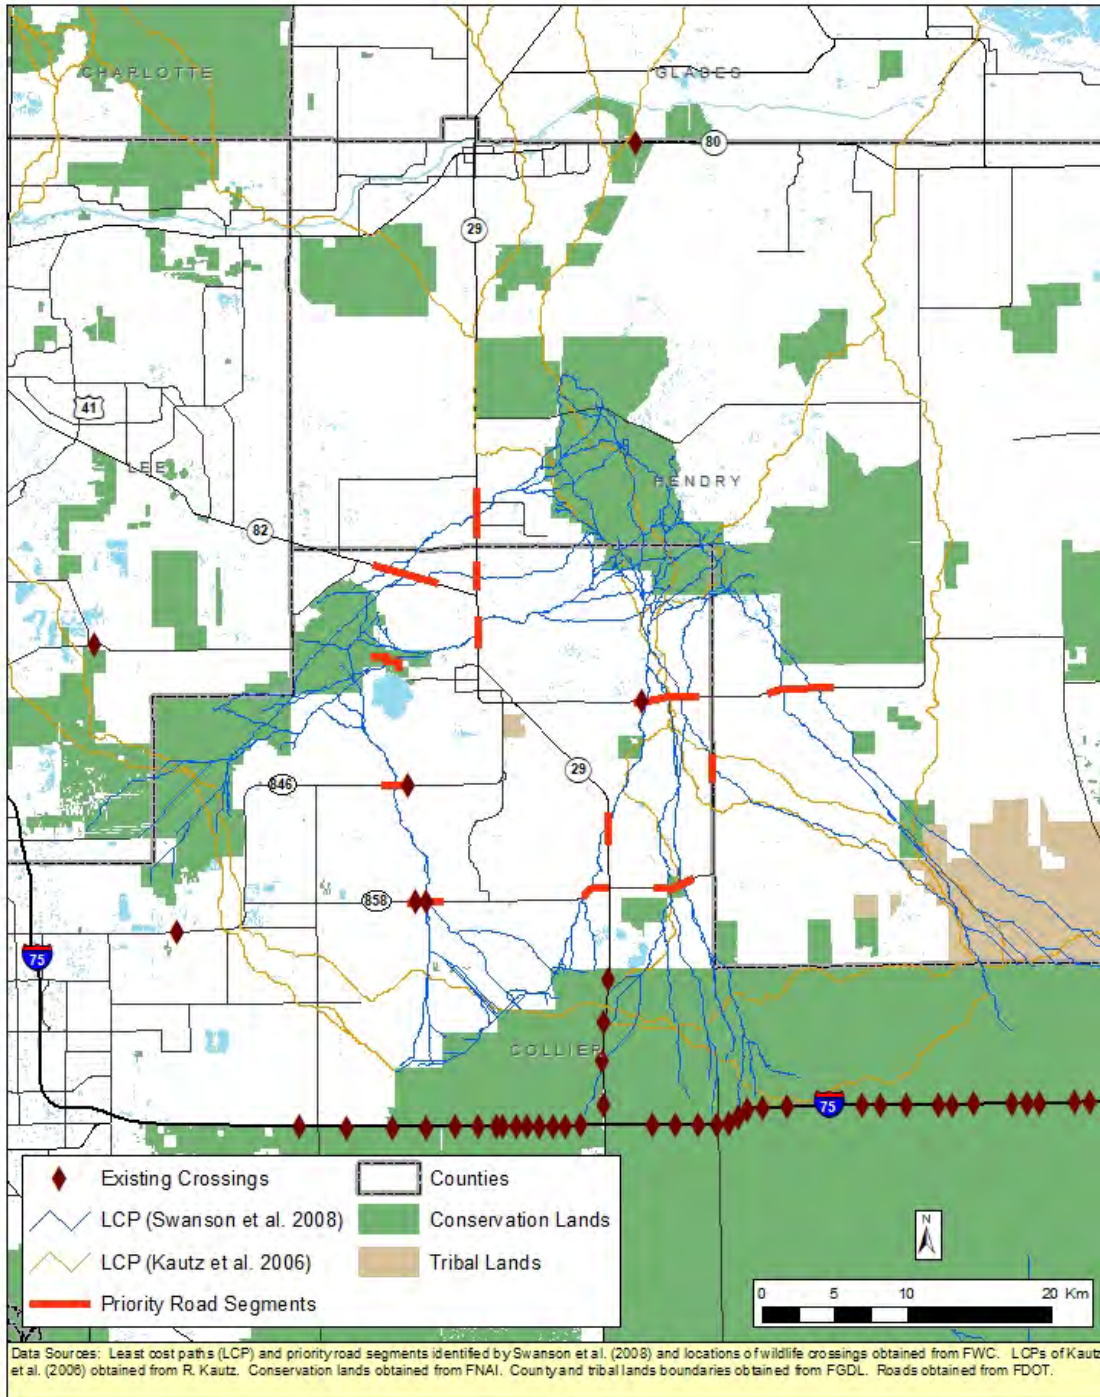 CHARLOTTE
GLADES
80
29
41
LEE
HENDRY
82
29
846
858
75
COLLIER
75
Existing Crossings
Counties
LCP (Swanson et al. 2008)
Conservation Lands
LCP (Kautz et al. 2006)
Tribal Lands
Priority Road Segments
N
0 5 10 20 Km
Data Sources: Least cost paths (LCP) and priority road segments identified by Swanson et al. (2008) and locations of wildlife crossings obtained from FWC. LCPs of Kautz
et al. (2006) obtained from R. Kautz. Conservation lands obtained from FNAI. County and tribal lands boundaries obtained from FGDL. Roads obtained from FDOT.